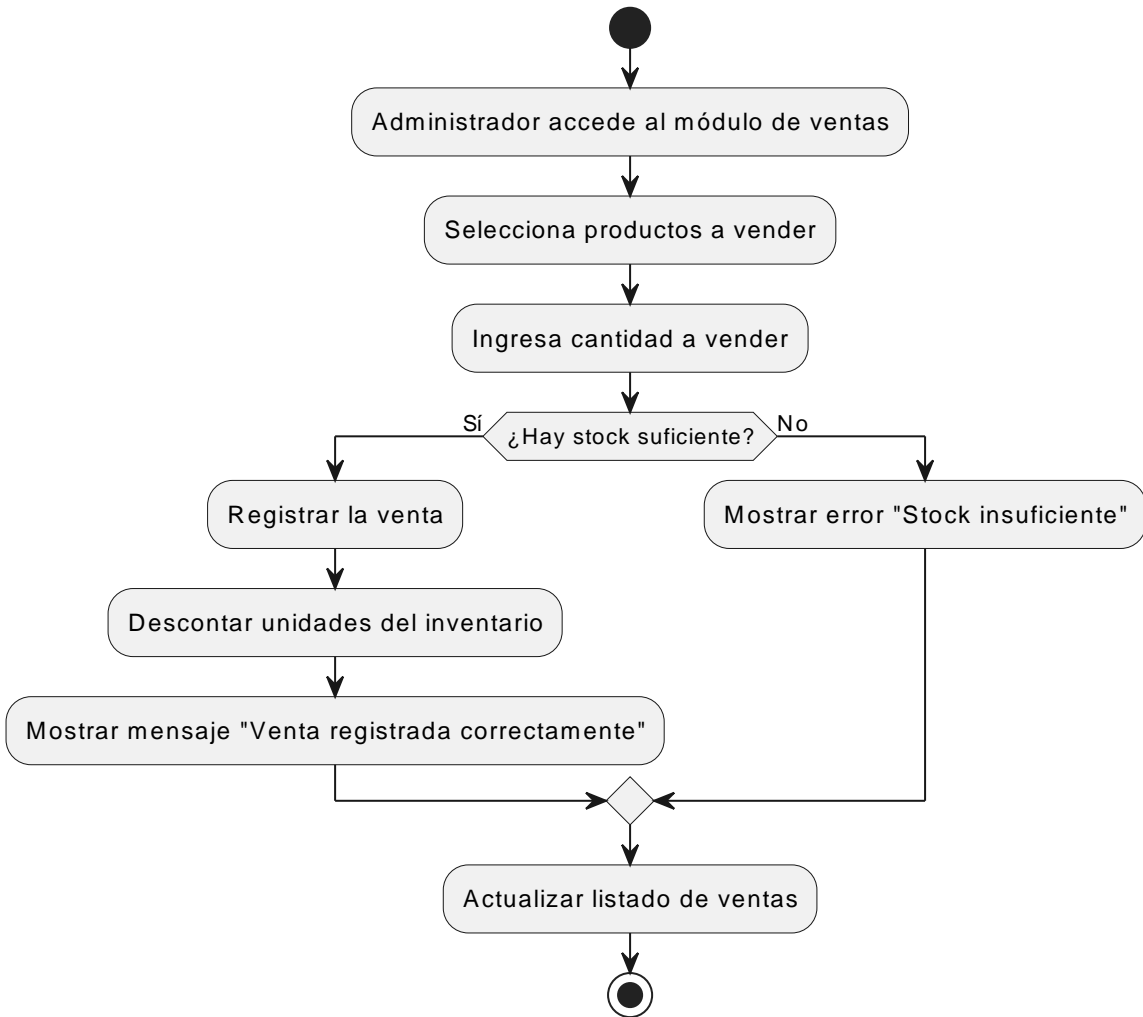 Administrador accede al módulo de ventas
Selecciona productos a vender
Ingresa cantidad a vender
Sí
¿Hay stock suficiente?
No
Registrar la venta
Mostrar error "Stock insuficiente"
Descontar unidades del inventario
Mostrar mensaje "Venta registrada correctamente"
Actualizar listado de ventas